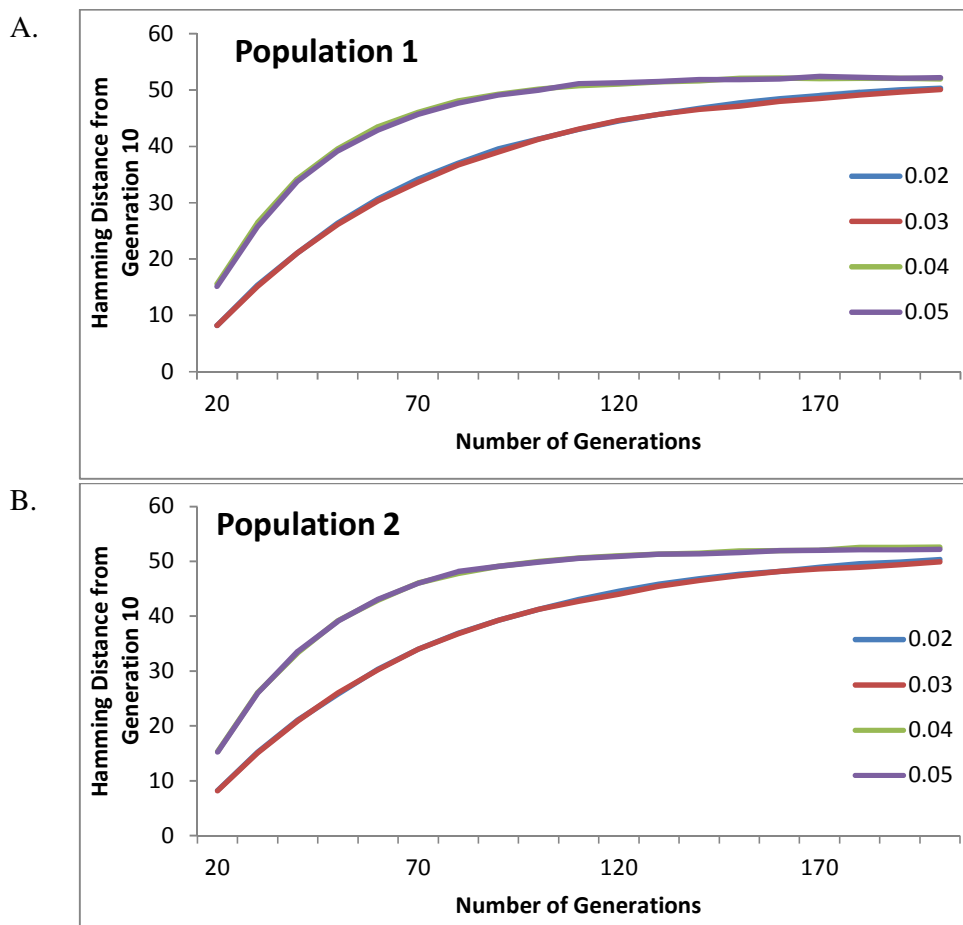 A.
Population 1
60
50
40
30
20
10
0
Hamming Distance from
Geenration 10
0.02
0.03
0.04
0.05
20 70 120 170
Number of Generations
B.
Population 2
60
50
40
30
20
10
0
Hamming Distance from
Generation 10
0.02
0.03
0.04
0.05
20 70 120 170
Number of Generations